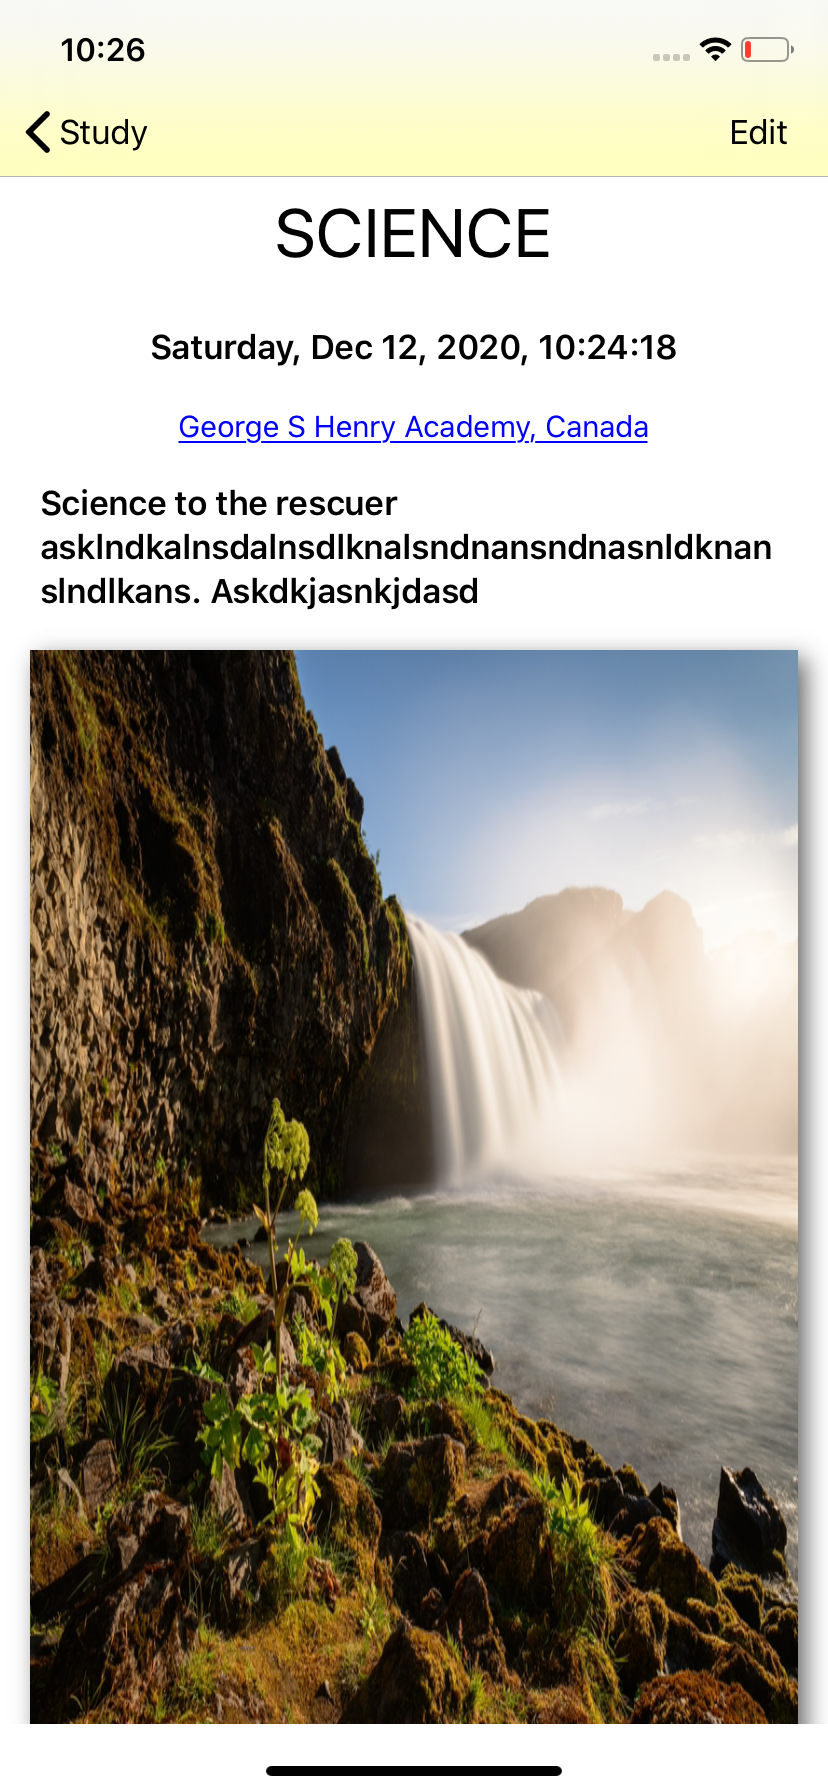 10:26
Study
Edit
SCIENCE
Saturday, Dec 12, 2020, 10:24:18
George S Henry Academy, Canada
Science to the rescuer
asklndkalnsdalnsdlknalsndnansndnasnldknan
slndlkans. Askdkjasnkjdasd